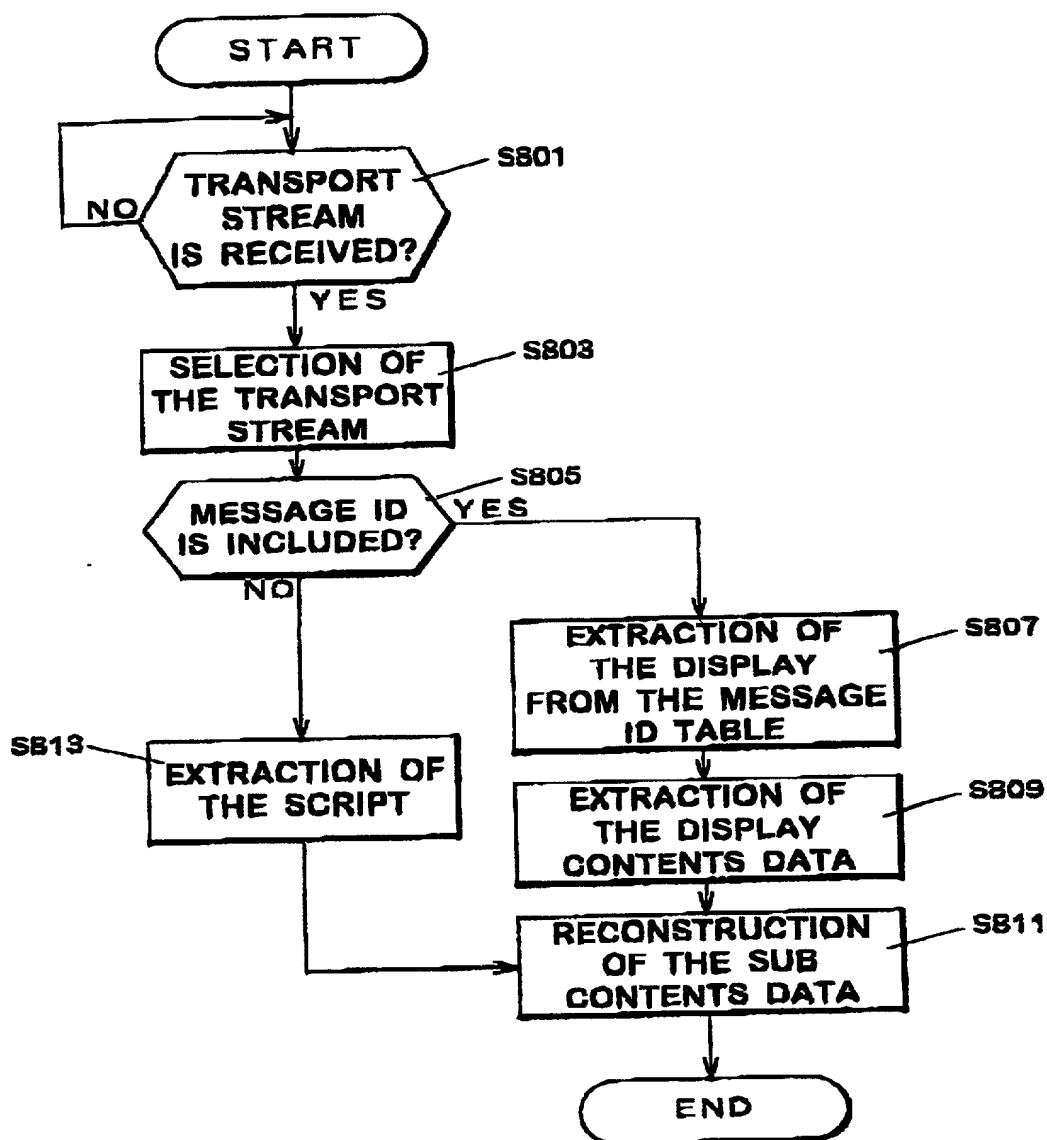 START
S801
TRANSPORT
STREAM
IS RECEIVED?
NO
YES
S803
SELECTION OF
THE TRANSPORT
STREAM
S805
MESSAGE ID
IS INCLUDED?
YES
NO
S807
EXTRACTION OF
THE DISPLAY
FROM THE MESSAGE
ID TABLE
S813
EXTRACTION OF
THE SCRIPT
S809
EXTRACTION OF
THE DISPLAY
CONTENTS DATA
S811
RECONSTRUCTION
OF THE SUB
CONTENTS DATA
END